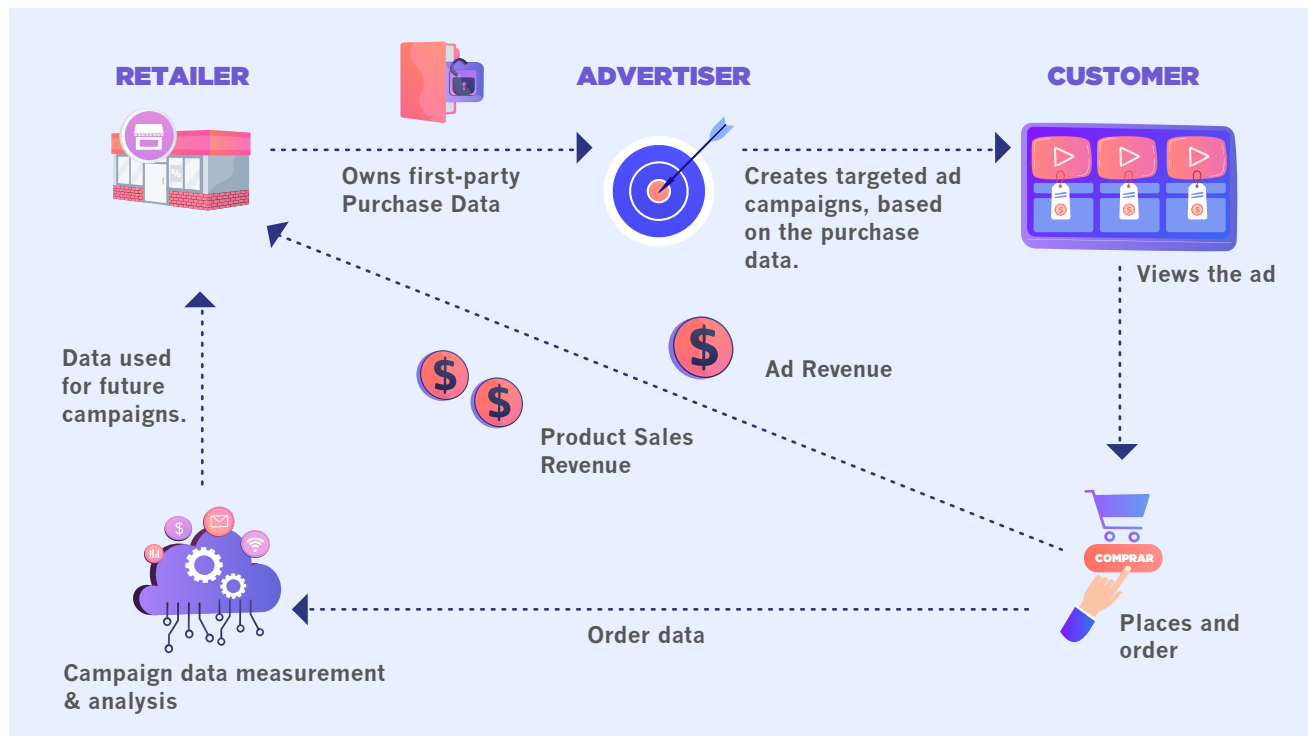 RETAILER
ADVERTISER
CUSTOMER
%
Owns first-party
Purchase Data
Creates targeted ad
campaigns, based
on the purchase
data.
$
$
$
Views the ad
Data used
for future
campaigns.
$
Ad Revenue
$
$
Product Sales
Revenue
$
COMPRAR
Places and
order
Order data
Campaign data measurement
& analysis